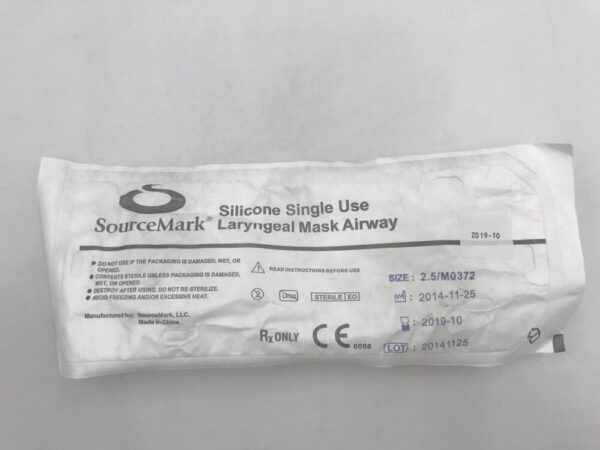 SourceMark®
Silicone Single Use
Laryngeal Mask Airway
2019-10
● DO NOT USE IF THE PACKAGING IS DAMAGED, WET, OR
OPENED.
● CONTENTS STERILE UNLESS PACKAGING IS DAMAGED,
WET, OR OPENED.
● DESTROY AFTER USING. DO NOT RE-STERILIZE.
● AVOID FREEZING AND/OR EXCESSIVE HEAT.
Manufactured for: SourceMark, LLC.
Made in China
READ INSTRUCTIONS BEFORE USE
STERILE EO
Rx ONLY
CE
SIZE : 2.5/M0372
: 2014-11-25
: 2019-10
LOT : 20141125